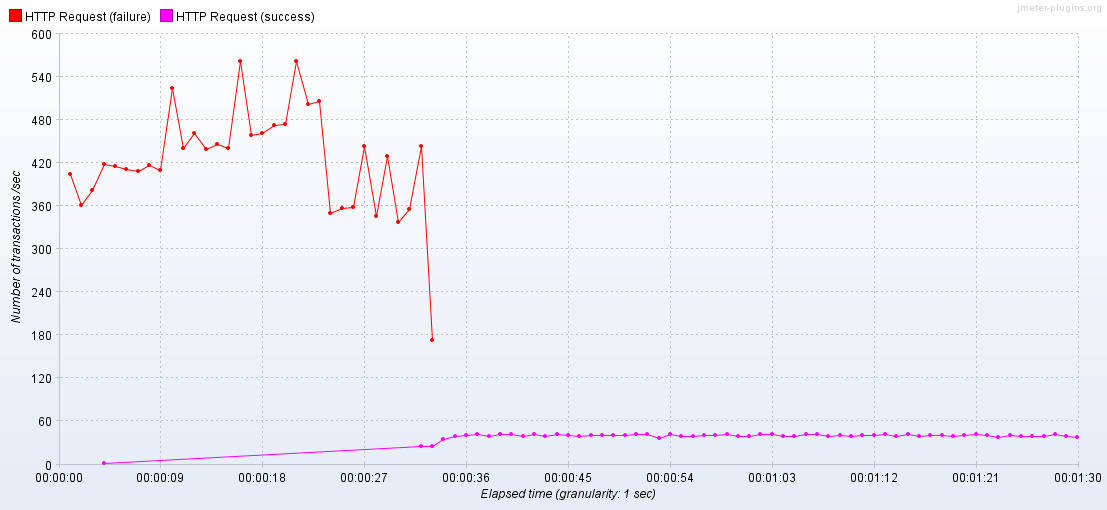 HTTP Request (failure) HTTP Request (success)
jmeter-plugins.org
600
540
480
420
360
300
240
180
120
60
0
Number of transactions /sec
00:00:00 00:00:09 00:00:18 00:00:27 00:00:36 00:00:45 00:00:54 00:01:03 00:01:12 00:01:21 00:01:30
Elapsed time (granularity: 1 sec)